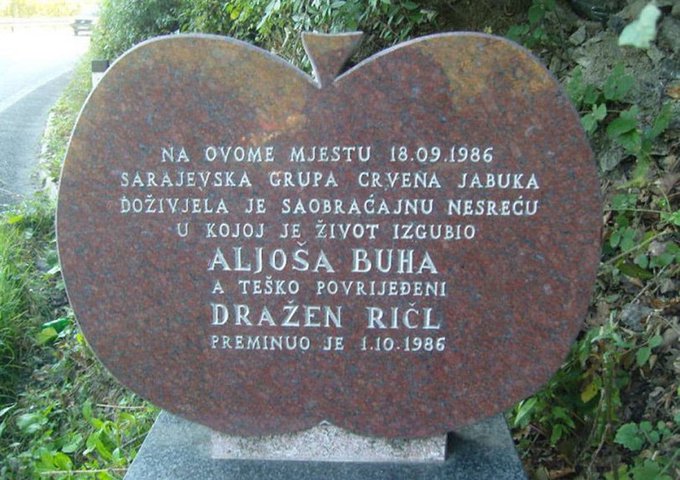 NA OVOME MJESTU 18.09.1986
SARAJEVSKA GRUPA CRVENA JABUKA
DOŽIVJELA JE SAOBRAĆAJNU NESREĆU
U KOJOJ JE ŽIVOT IZGUBIO
ALJOŠA BUHA
A TEŠKO POVRIJEĐENI
DRAŽEN RIČL
PREMINUO JE 1.10.1986